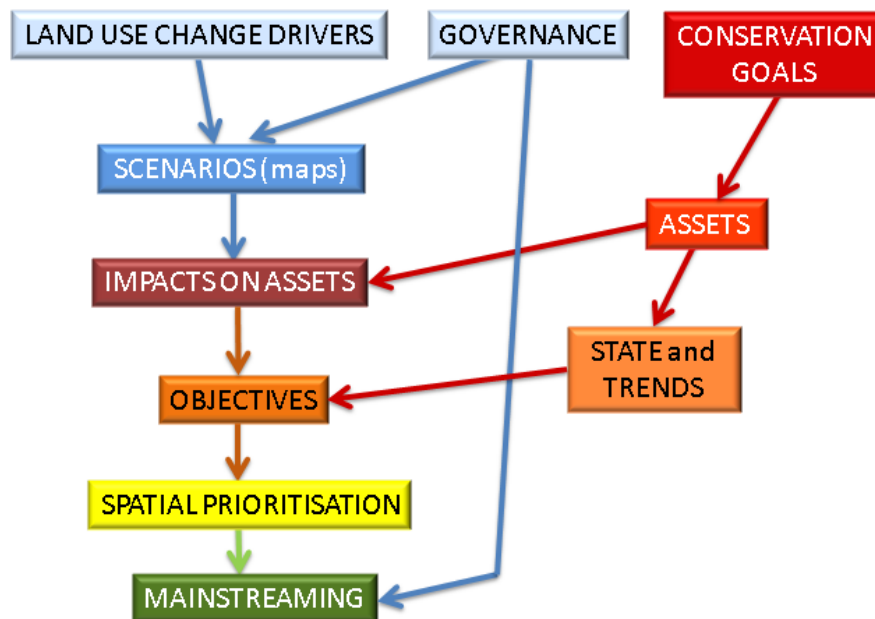 LAND USE CHANGE DRIVERS
GOVERNANCE
CONSERVATION
GOALS
SCENARIOS (maps)
ASSETS
IMPACTS ON ASSETS
STATE and
TRENDS
OBJECTIVES
SPATIAL PRIORITISATION
MAINSTREAMING